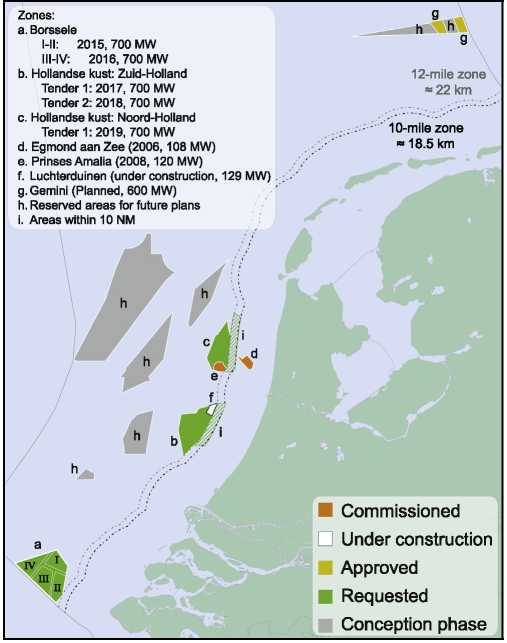 Zones:
a. Borssele
I-II: 2015, 700 MW
III-IV: 2016, 700 MW
b. Hollandse kust: Zuid-Holland
Tender 1: 2017, 700 MW
Tender 2: 2018, 700 MW
c. Hollandse kust: Noord-Holland
Tender 1: 2019, 700 MW
d. Egmond aan Zee (2006, 108 MW)
e. Prinses Amalia (2008, 120 MW)
f. Luchterduinen (under construction, 129 MW)
g. Gemini (Planned, 600 MW)
h. Reserved areas for future plans
i. Areas within 10 NM
g
h
h
g
12-mile zone
≈ 22 km
10-mile zone
≈ 18.5 km
h
h
h
c
i
d
e
f
h
b
i
h
a
IV
I
III
II
Commissioned
Under construction
Approved
Requested
Conception phase